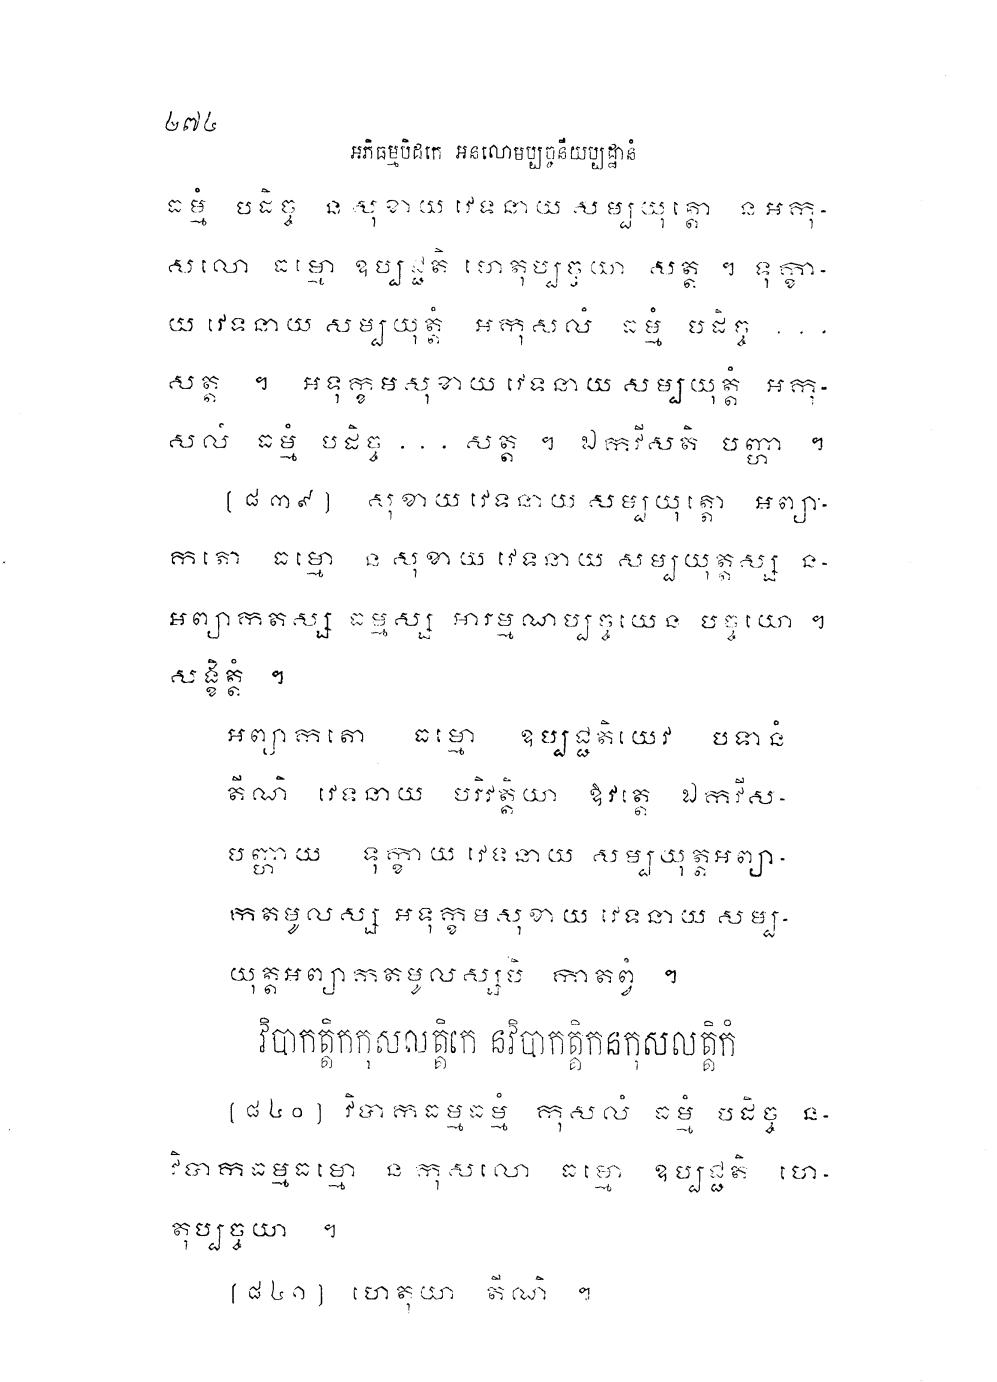 ៤៧៤
អភិធម្មបិដកេ អនុលោមប្បច្ចនីយប្បដ្ឋានំ
ធម្មំ បដិច្ច ន សុខាយ វេទនាយ សម្បយុត្តោ ន អកុ-
សលោ ធម្មោ ឧប្បជ្ជតិ ហេតុប្បច្ចយា សត្ត ។ ទុក្ខា-
យ វេទនាយ សម្បយុត្តំ អកុសលំ ធម្មំ បដិច្ច ...
សត្ត ។ អទុក្ខមសុខាយ វេទនាយ សម្បយុត្តំ អកុ-
សលំ ធម្មំ បដិច្ច ... សត្ត ។ ឯកវីសតិ បញ្ហា ។
[៨៣៩] សុខាយ វេទនាយ សម្បយុត្តោ អព្យា-
កតោ ធម្មោ ន សុខាយ វេទនាយ សម្បយុត្តស្ស ន-
អព្យាកតស្ស ធម្មស្ស អារម្មណប្បច្ចយេន បច្ចយោ ។
សង្ខិត្តំ ។
អព្យាកតោ ធម្មោ ឧប្បជ្ជតិយេវ បទានំ
តីណិ វេទនាយ បរិវត្តិយា ឱវត្តេ ឯកវីស-
បញ្ហាយ ទុក្ខាយ វេទនាយ សម្បយុត្តអព្យា-
កតមូលស្ស អទុក្ខមសុខាយ វេទនាយ សម្ប-
យុត្តអព្យាកតមូលស្សបិ កាតព្វំ ។
វិបាកត្តិកកុសលត្តិកេ នវិបាកត្តិកនកុសលត្តិកំ
[៨៤០] វិបាកធម្មធម្មំ កុសលំ ធម្មំ បដិច្ច ន-
វិបាកធម្មធម្មោ ន កុសលោ ធម្មោ ឧប្បជ្ជតិ ហេ-
តុប្បច្ចយា ។
[៨៤១] ហេតុយា តីណិ ។